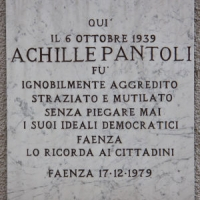 QUI'
IL 6 OTTOBRE 1939
ACHILLE PANTOLI
FU'
IGNOBILMENTE AGGREDITO
STRAZIATO E MUTILATO
SENZA PIEGARE MAI
I SUOI IDEALI DEMOCRATICI
FAENZA
LO RICORDA AI CITTADINI
FAENZA 17·12·1979